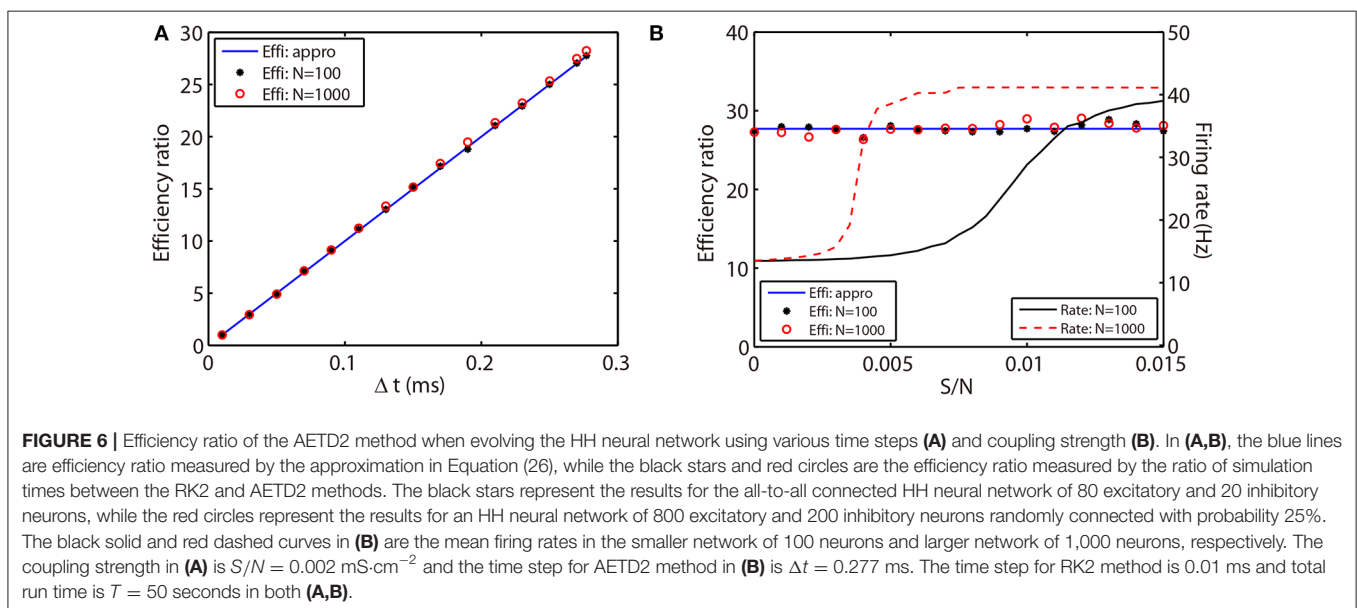 A
30
25
20
15
10
5
0
0
0.1
0.2
0.3
Efficiency ratio
Δ t (ms)
Effi: appro
Effi: N=100
Effi: N=1000
B
40
30
20
10
0
0
0.005
0.01
0.015
50
40
30
20
10
0
Efficiency ratio
Firing rate (Hz)
S/N
Effi: appro
Effi: N=100
Effi: N=1000
Rate: N=100
Rate: N=1000
FIGURE 6 | Efficiency ratio of the AETD2 method when evolving the HH neural network using various time steps (A) and coupling strength (B). In (A,B), the blue lines
are efficiency ratio measured by the approximation in Equation (26), while the black stars and red circles are the efficiency ratio measured by the ratio of simulation
times between the RK2 and AETD2 methods. The black stars represent the results for the all-to-all connected HH neural network of 80 excitatory and 20 inhibitory
neurons, while the red circles represent the results for an HH neural network of 800 excitatory and 200 inhibitory neurons randomly connected with probability 25%.
The black solid and red dashed curves in (B) are the mean firing rates in the smaller network of 100 neurons and larger network of 1,000 neurons, respectively. The
coupling strength in (A) is S/N = 0.002 mS·cm⁻² and the time step for AETD2 method in (B) is Δt = 0.277 ms. The time step for RK2 method is 0.01 ms and total
run time is T = 50 seconds in both (A,B).